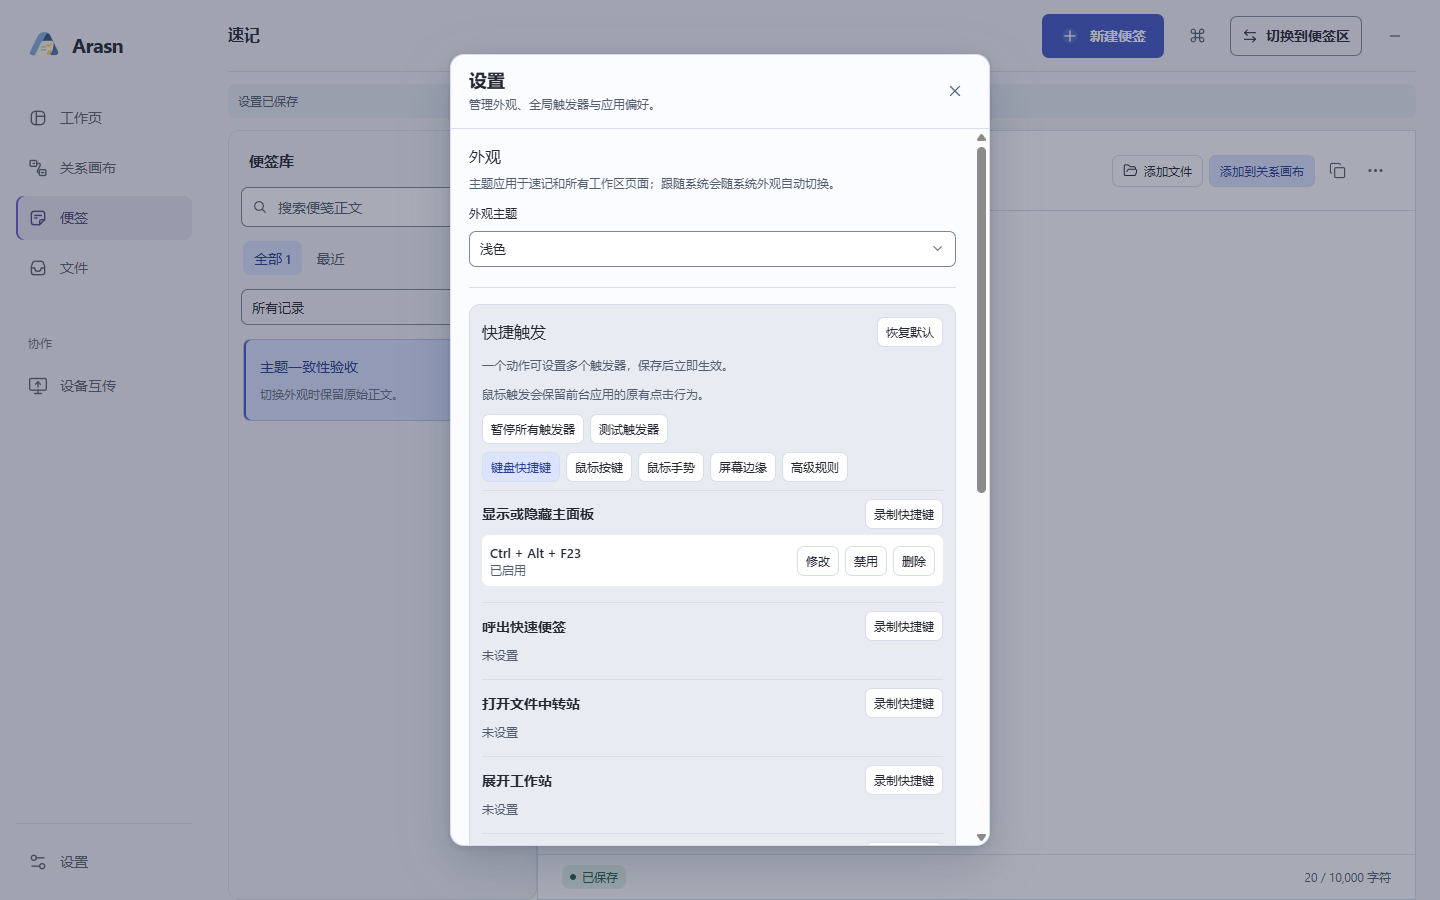 Arasn
工作页
关系画布
便签
文件
协作
设备互传
设置
速记
新建便签
切换到便签区
设置已保存
便签库
搜索便笺正文
全部 1
最近
所有记录
主题一致性验收
切换外观时保留原始正文。
添加文件
添加到关系画布
已保存
20 / 10,000 字符
设置
管理外观、全局触发器与应用偏好。
外观
主题应用于速记和所有工作区页面；跟随系统会随系统外观自动切换。
外观主题
浅色
快捷触发
恢复默认
一个动作可设置多个触发器，保存后立即生效。
鼠标触发会保留前台应用的原有点击行为。
暂停所有触发器
测试触发器
键盘快捷键
鼠标按键
鼠标手势
屏幕边缘
高级规则
显示或隐藏主面板
录制快捷键
Ctrl + Alt + F23
已启用
修改
禁用
删除
呼出快速便签
录制快捷键
未设置
打开文件中转站
录制快捷键
未设置
展开工作站
录制快捷键
未设置